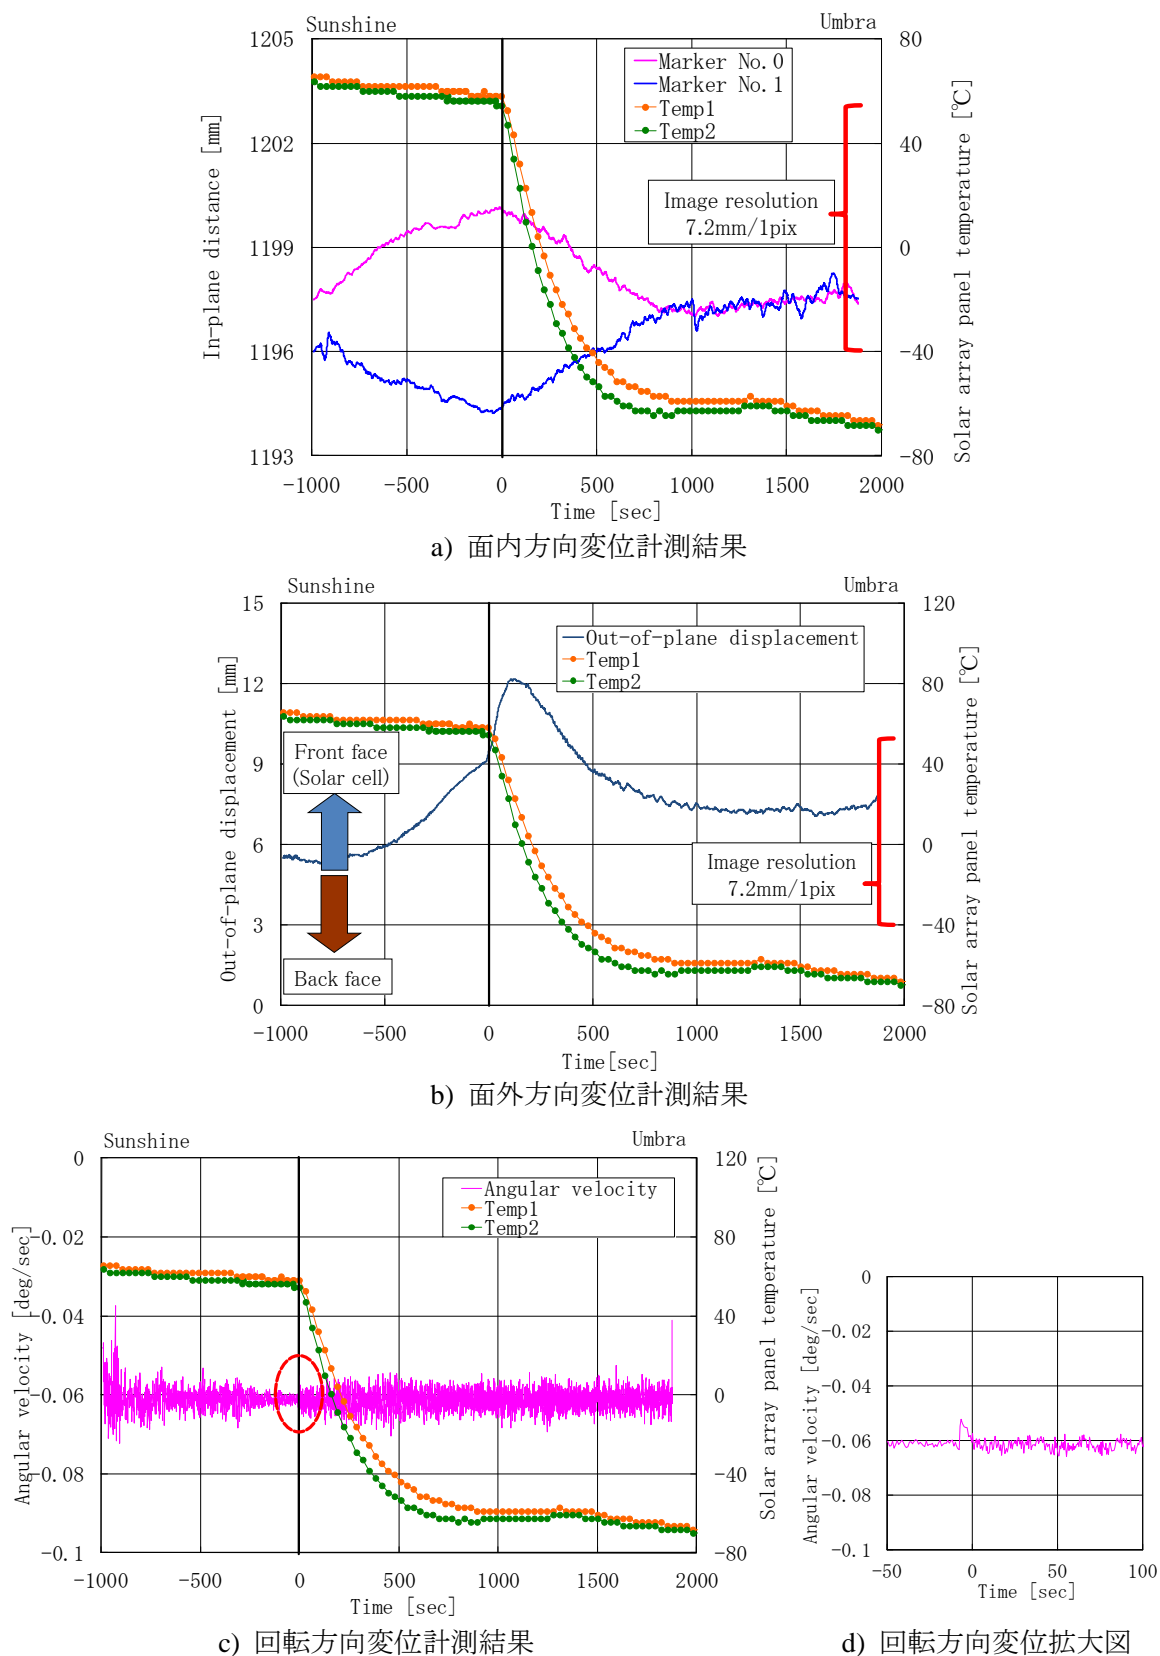 Sunshine
Umbra
1205
1202
1199
1196
1193
In-plane distance [mm]
Marker No.0
Marker No.1
Temp1
Temp2
Image resolution
7.2mm/1pix
80
40
0
-40
-80
Solar array panel temperature [℃]
-1000 -500 0 500 1000 1500 2000
Time [sec]
a) 面内方向変位計測結果
Sunshine
Umbra
15
12
9
6
3
0
Out-of-plane displacement [mm]
Out-of-plane displacement
Temp1
Temp2
Front face
(Solar cell)
Back face
Image resolution
7.2mm/1pix
120
80
40
0
-40
-80
Solar array panel temperature [℃]
-1000 -500 0 500 1000 1500 2000
Time[sec]
b) 面外方向変位計測結果
Sunshine
Umbra
0
-0.02
-0.04
-0.06
-0.08
-0.1
Angular velocity [deg/sec]
Angular velocity
Temp1
Temp2
120
80
40
0
-40
-80
Solar array panel temperature [℃]
-1000 -500 0 500 1000 1500 2000
Time [sec]
c) 回転方向変位計測結果
0
-0.02
-0.04
-0.06
-0.08
-0.1
Angular velocity [deg/sec]
-50 0 50 100
Time [sec]
d) 回転方向変位拡大図